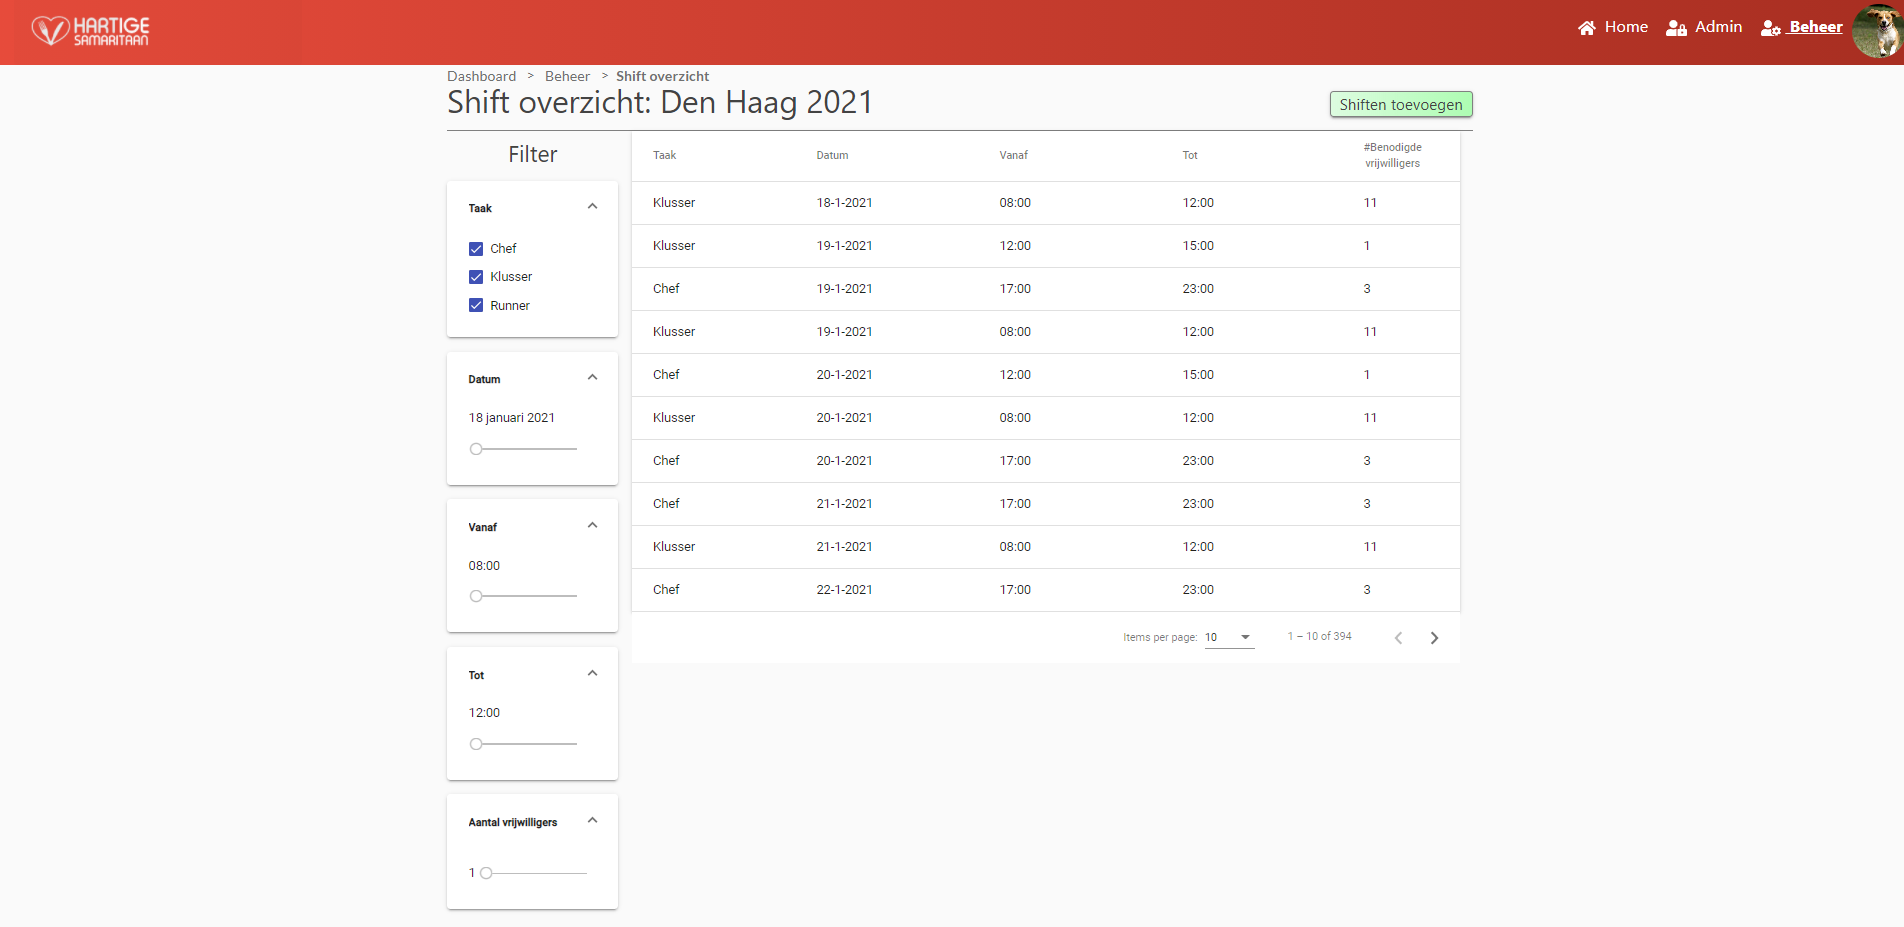 HARTIGE
SAMARITAAN
Home
Admin
Beheer
Dashboard > Beheer > Shift overzicht
Shift overzicht: Den Haag 2021
Shiften toevoegen
Filter
Taak
Chef
Klusser
Runner
Datum
18 januari 2021
Vanaf
08:00
Tot
12:00
Aantal vrijwilligers
1
Taak Datum Vanaf Tot #Benodigde
vrijwilligers
Klusser 18-1-2021 08:00 12:00 11
Klusser 19-1-2021 12:00 15:00 1
Chef 19-1-2021 17:00 23:00 3
Klusser 19-1-2021 08:00 12:00 11
Chef 20-1-2021 12:00 15:00 1
Klusser 20-1-2021 08:00 12:00 11
Chef 20-1-2021 17:00 23:00 3
Chef 21-1-2021 17:00 23:00 3
Klusser 21-1-2021 08:00 12:00 11
Chef 22-1-2021 17:00 23:00 3
Items per page: 10 1 – 10 of 394